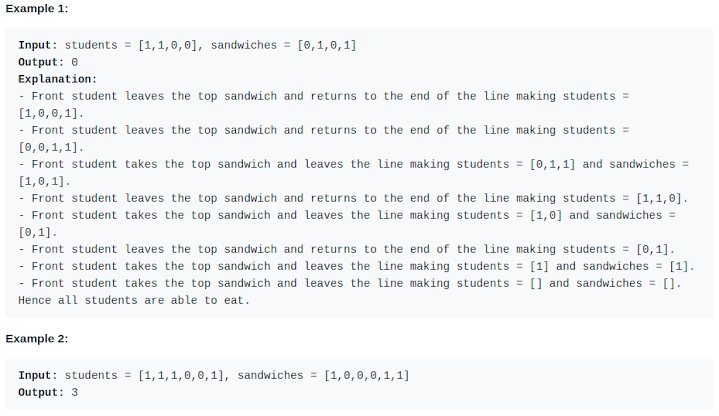 Example 1:
Input: students = [1,1,0,0], sandwiches = [0,1,0,1]
Output: 0
Explanation:
- Front student leaves the top sandwich and returns to the end of the line making students =
[1,0,0,1].
- Front student leaves the top sandwich and returns to the end of the line making students =
[0,0,1,1].
- Front student takes the top sandwich and leaves the line making students = [0,1,1] and sandwiches =
[1,0,1].
- Front student leaves the top sandwich and returns to the end of the line making students = [1,1,0].
- Front student takes the top sandwich and leaves the line making students = [1,0] and sandwiches =
[0,1].
- Front student leaves the top sandwich and returns to the end of the line making students = [0,1].
- Front student takes the top sandwich and leaves the line making students = [1] and sandwiches = [1].
- Front student takes the top sandwich and leaves the line making students = [] and sandwiches = [].
Hence all students are able to eat.
Example 2:
Input: students = [1,1,1,0,0,1], sandwiches = [1,0,0,0,1,1]
Output: 3